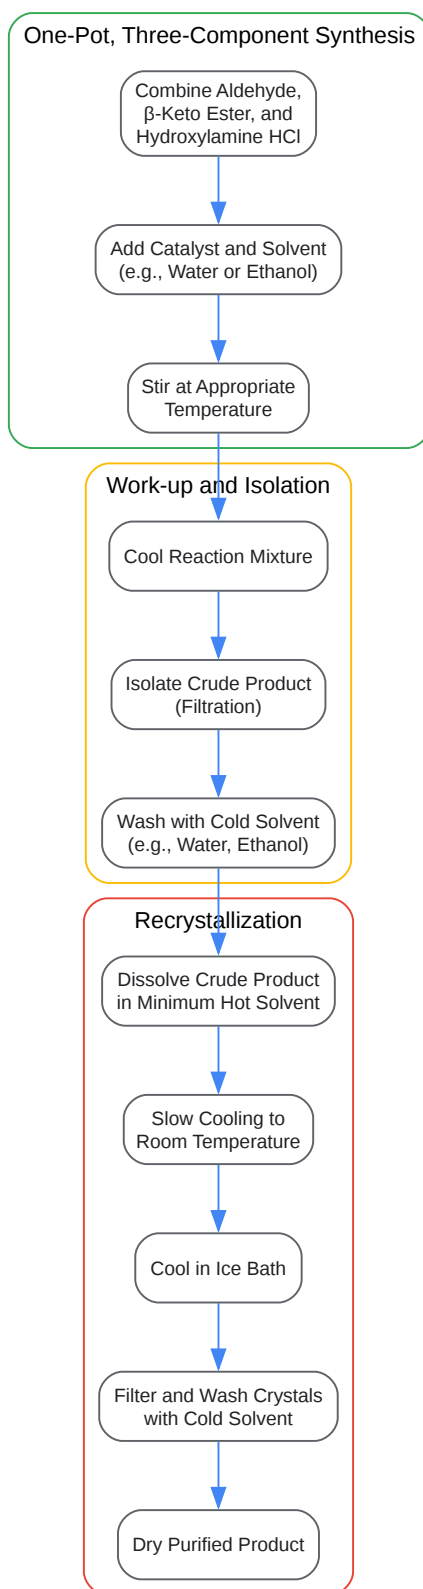 One-Pot, Three-Component Synthesis
Combine Aldehyde,
β-Keto Ester, and
Hydroxylamine HCl
Add Catalyst and Solvent
(e.g., Water or Ethanol)
Stir at Appropriate
Temperature
Work-up and Isolation
Cool Reaction Mixture
Isolate Crude Product
(Filtration)
Wash with Cold Solvent
(e.g., Water, Ethanol)
Recrystallization
Dissolve Crude Product
in Minimum Hot Solvent
Slow Cooling to
Room Temperature
Cool in Ice Bath
Filter and Wash Crystals
with Cold Solvent
Dry Purified Product